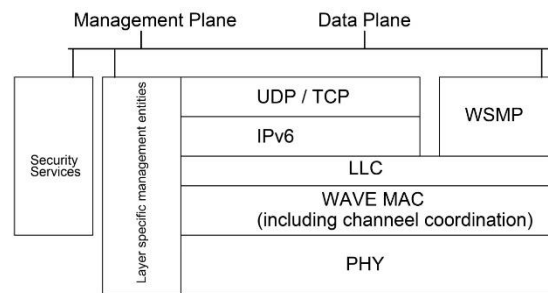 Management Plane
Data Plane
Security
Services
Layer specific management entities
UDP / TCP
IPv6
WSMP
LLC
WAVE MAC
(including channeel coordination)
PHY